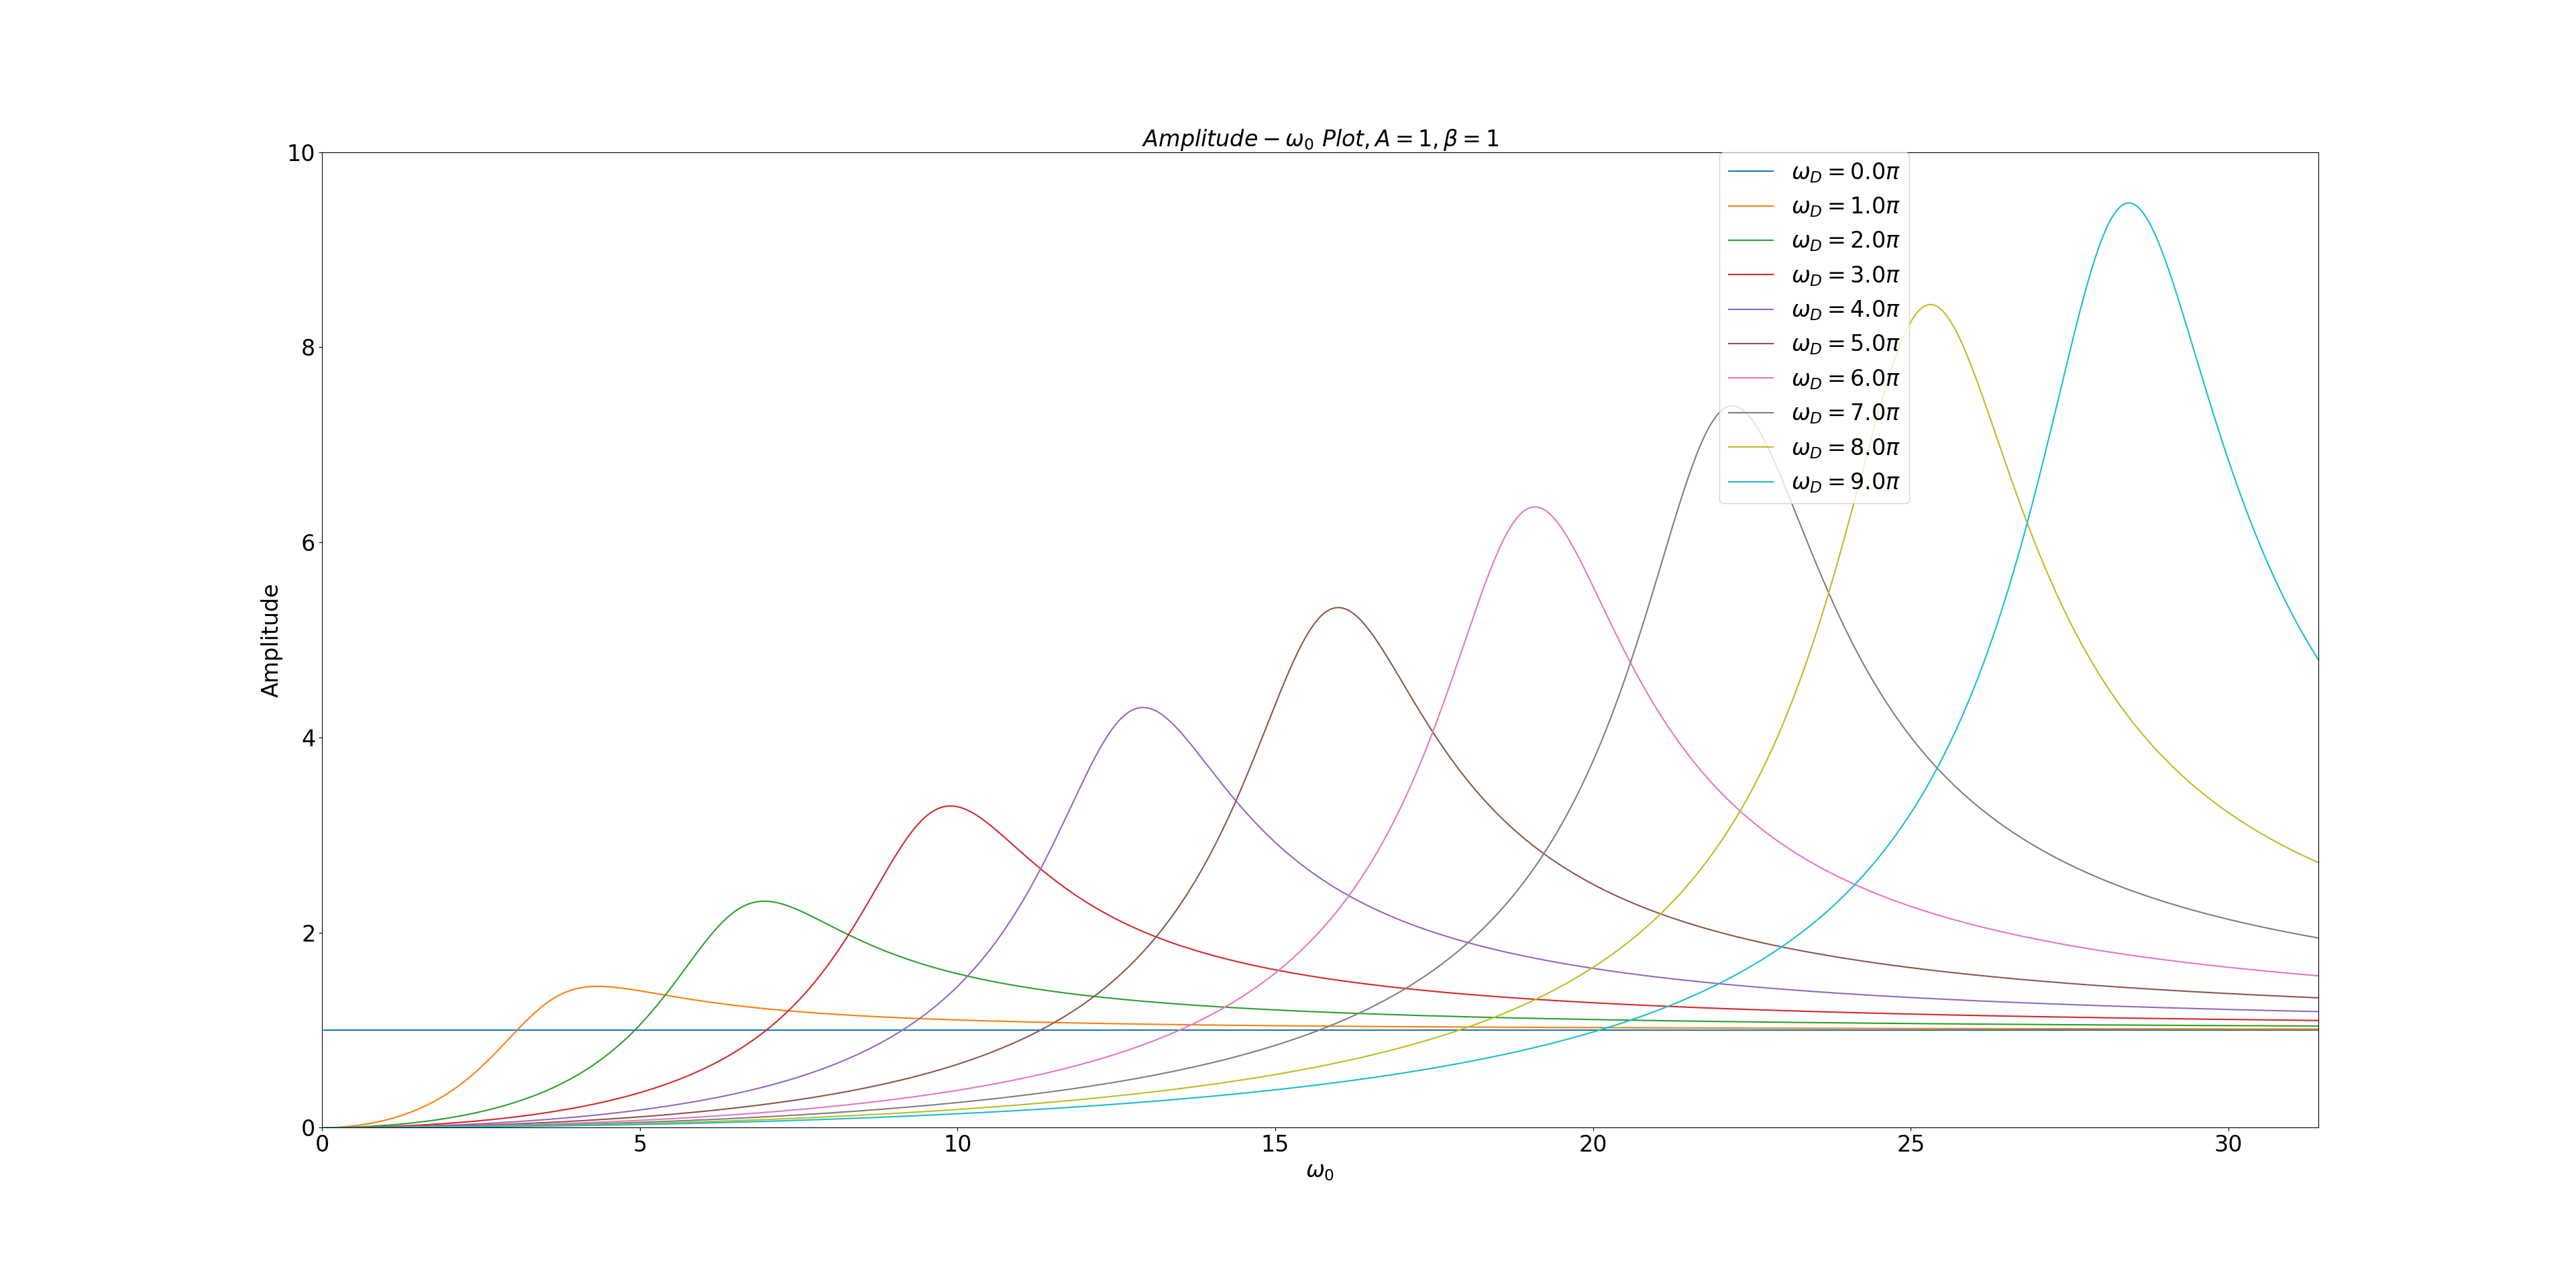 Amplitude − ω₀ Plot, A = 1, β = 1
10
8
6
4
2
0
Amplitude
ω_D = 0.0π
ω_D = 1.0π
ω_D = 2.0π
ω_D = 3.0π
ω_D = 4.0π
ω_D = 5.0π
ω_D = 6.0π
ω_D = 7.0π
ω_D = 8.0π
ω_D = 9.0π
0 5 10 15 20 25 30
ω₀